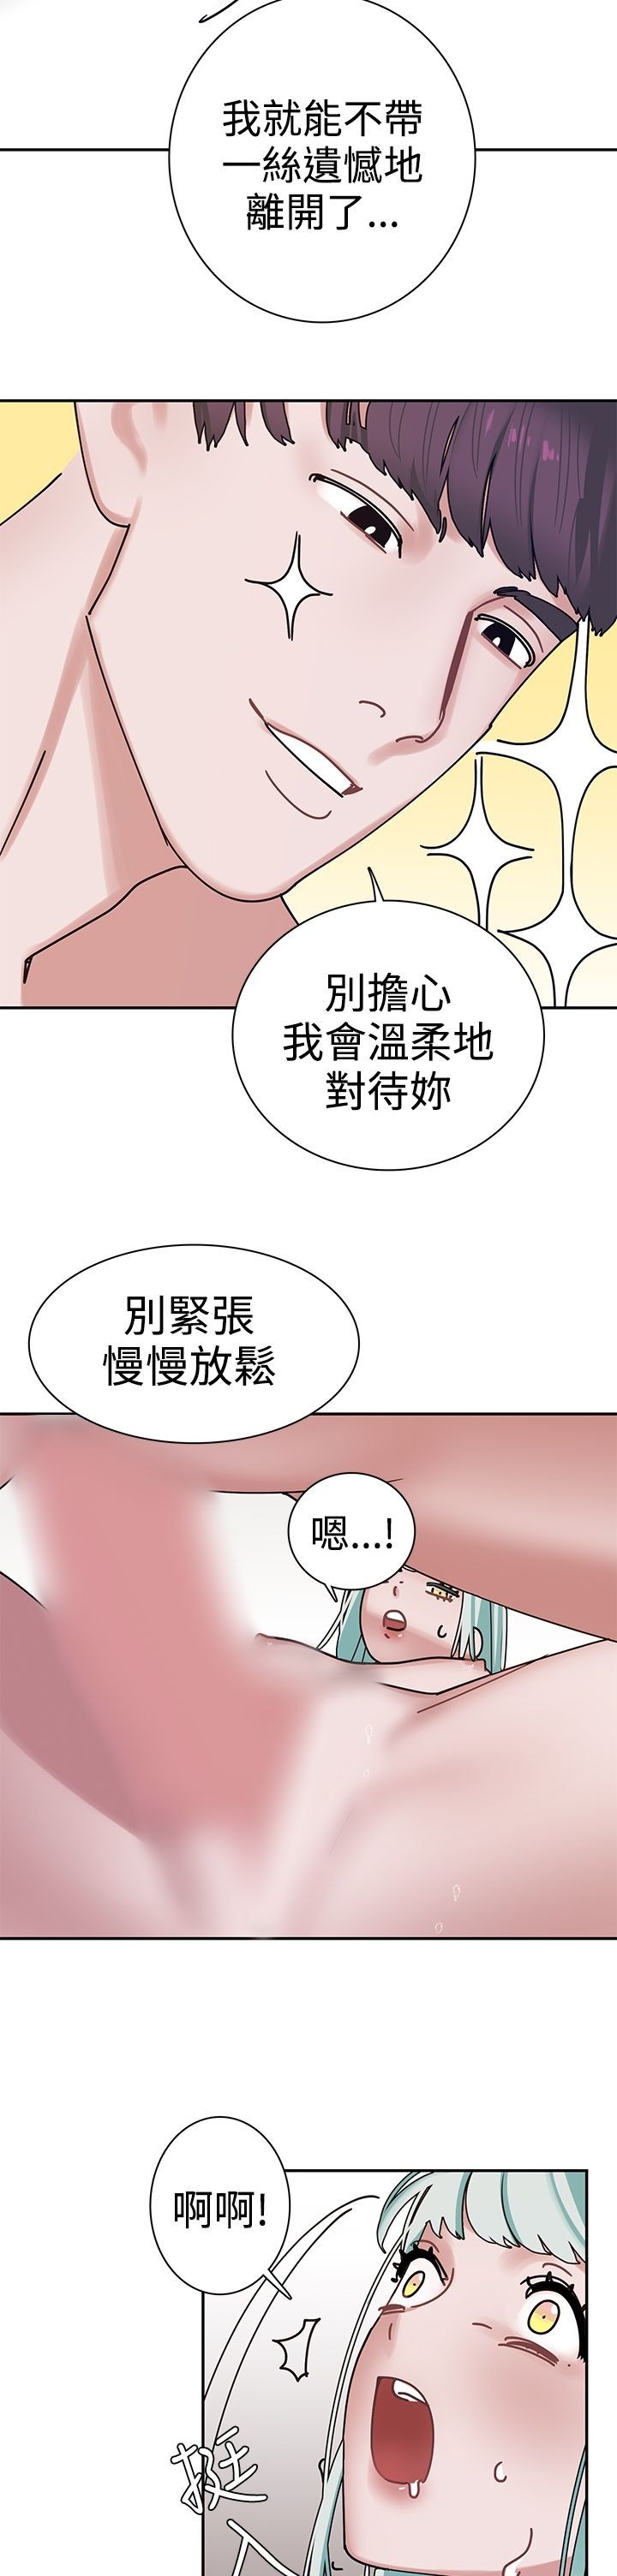 我就能不帶
一絲遺憾地
離開了...
別擔心
我會溫柔地
對待妳
別緊張
慢慢放鬆
嗯...!
啊啊!
挺
入